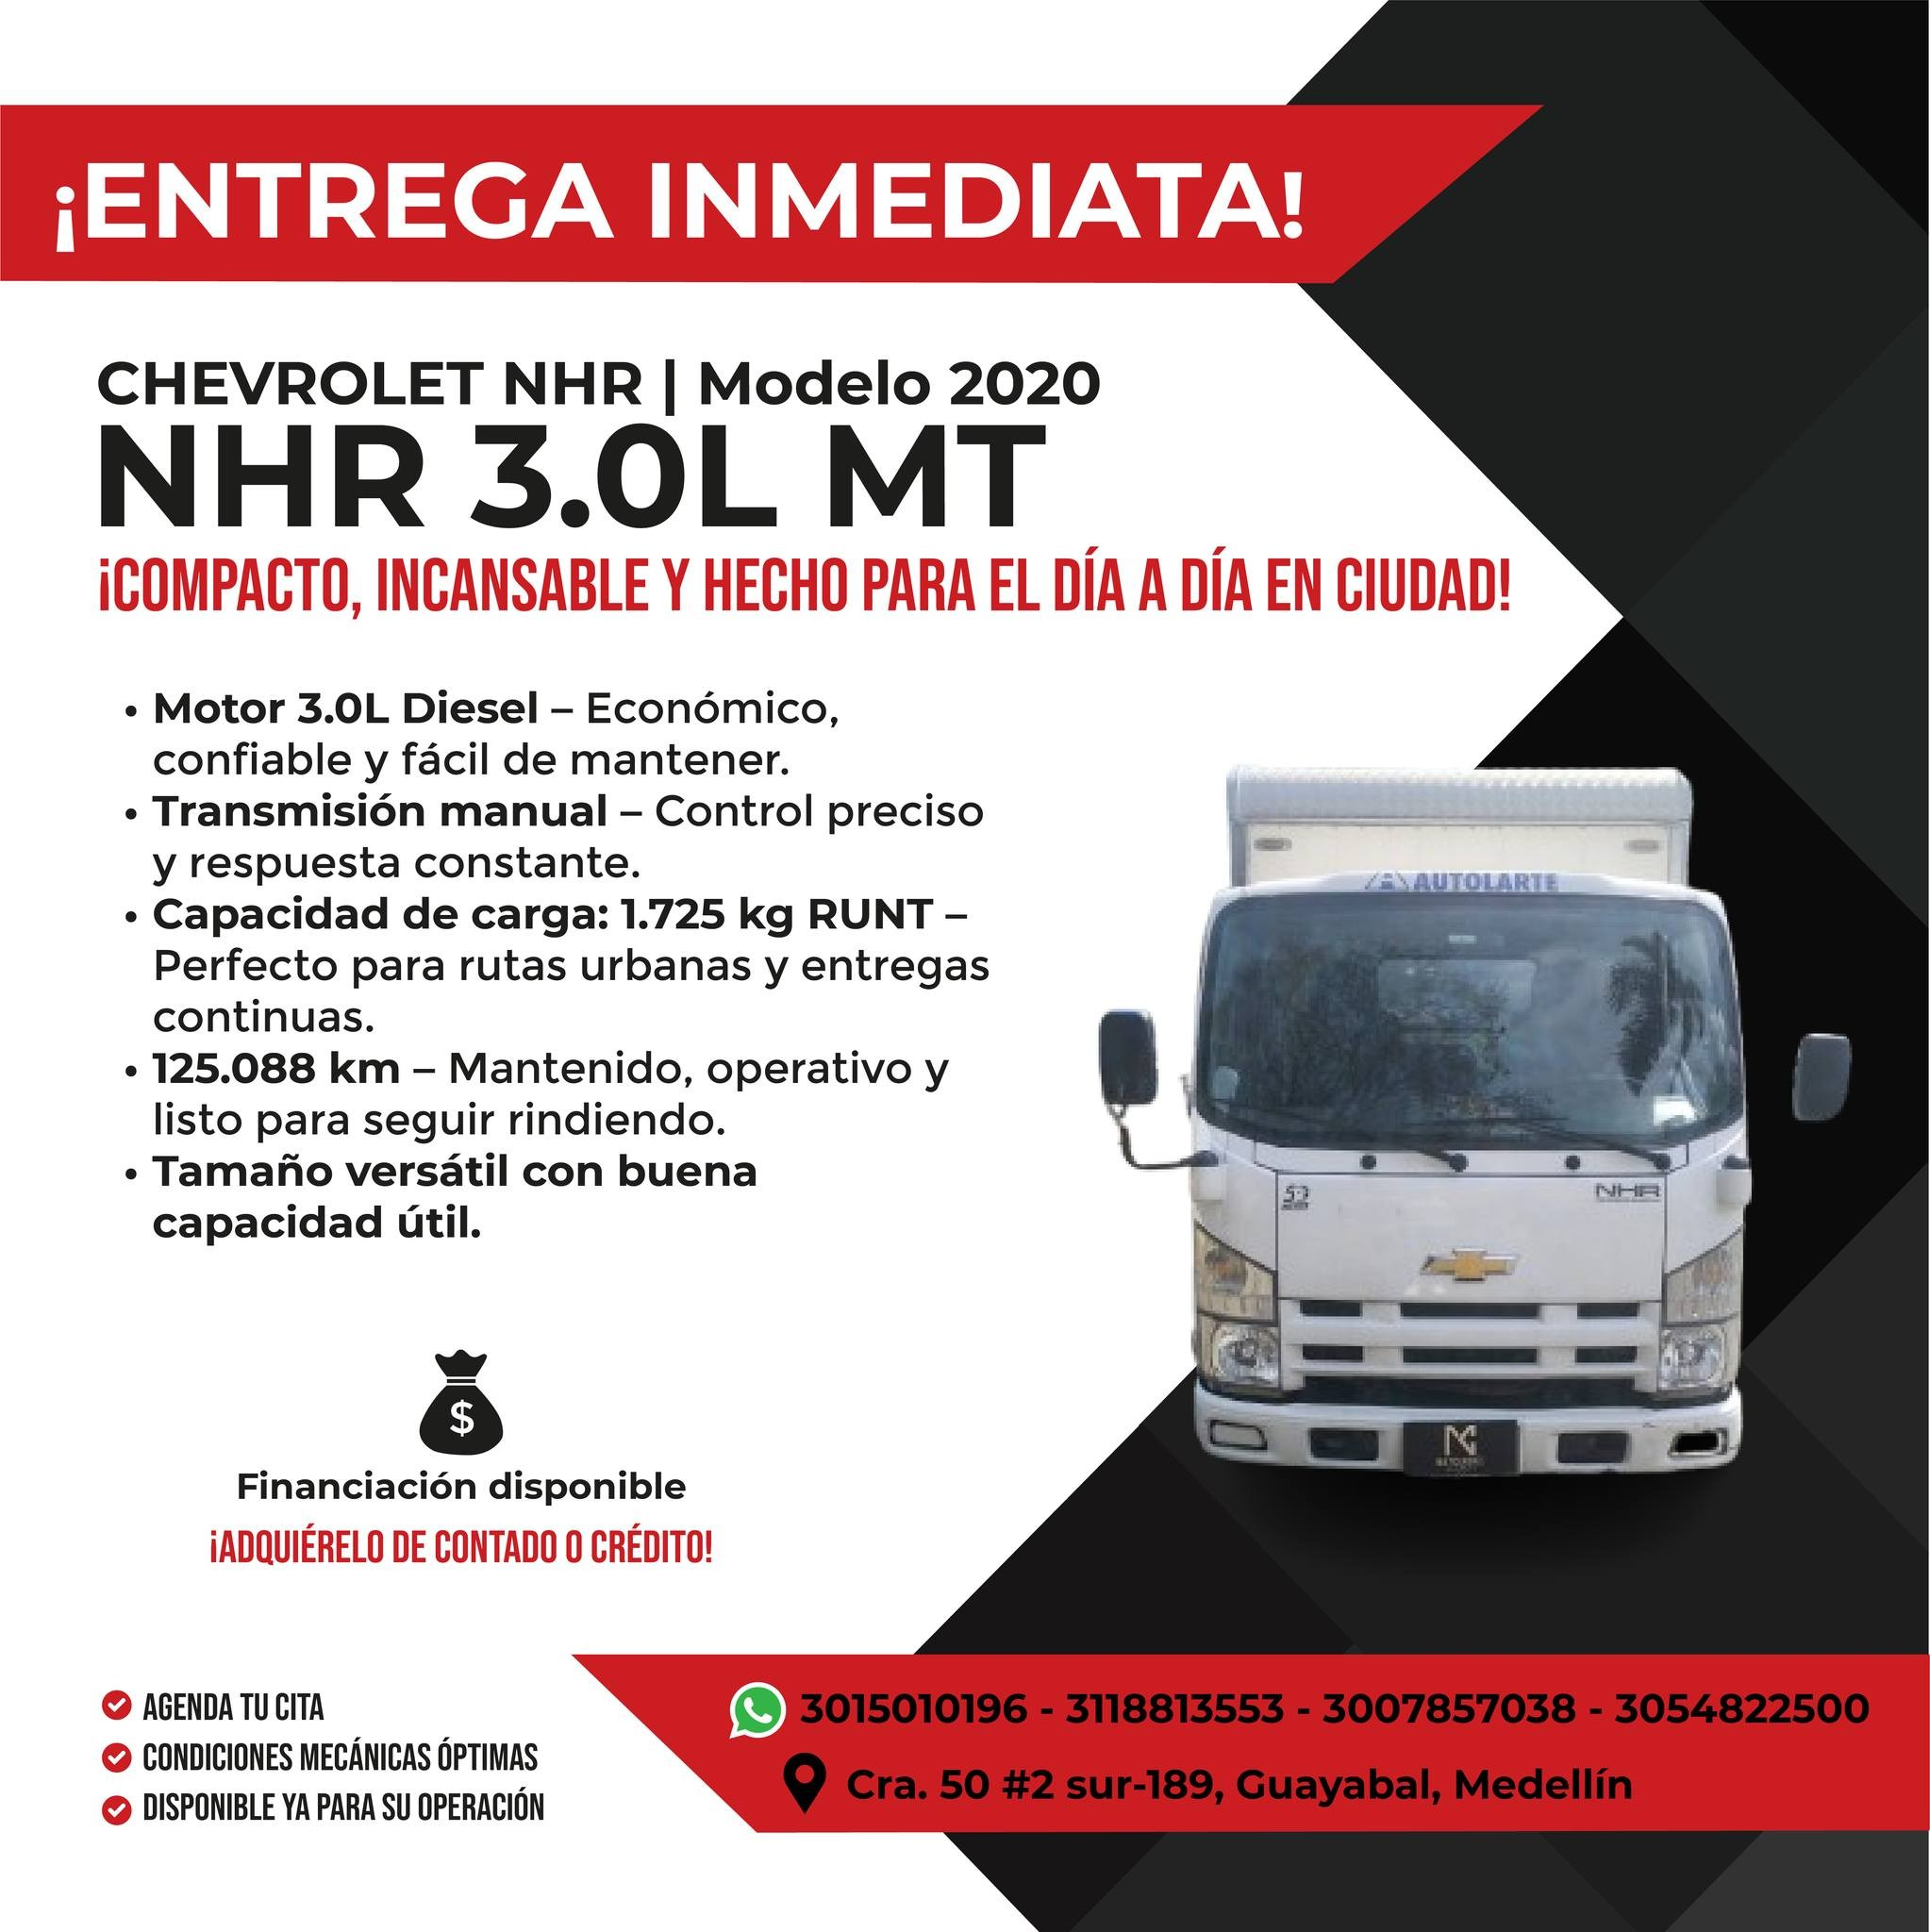 ¡ENTREGA INMEDIATA!
CHEVROLET NHR | Modelo 2020
NHR 3.0L MT
¡COMPACTO, INCANSABLE Y HECHO PARA EL DÍA A DÍA EN CIUDAD!
• Motor 3.0L Diesel – Económico,
confiable y fácil de mantener.
• Transmisión manual – Control preciso
y respuesta constante.
• Capacidad de carga: 1.725 kg RUNT –
Perfecto para rutas urbanas y entregas
continuas.
• 125.088 km – Mantenido, operativo y
listo para seguir rindiendo.
• Tamaño versátil con buena
capacidad útil.
AUTOLARTE
NHR
$
Financiación disponible
¡ADQUIÉRELO DE CONTADO O CRÉDITO!
AGENDA TU CITA
CONDICIONES MECÁNICAS ÓPTIMAS
DISPONIBLE YA PARA SU OPERACIÓN
3015010196 - 3118813553 - 3007857038 - 3054822500
Cra. 50 #2 sur-189, Guayabal, Medellín